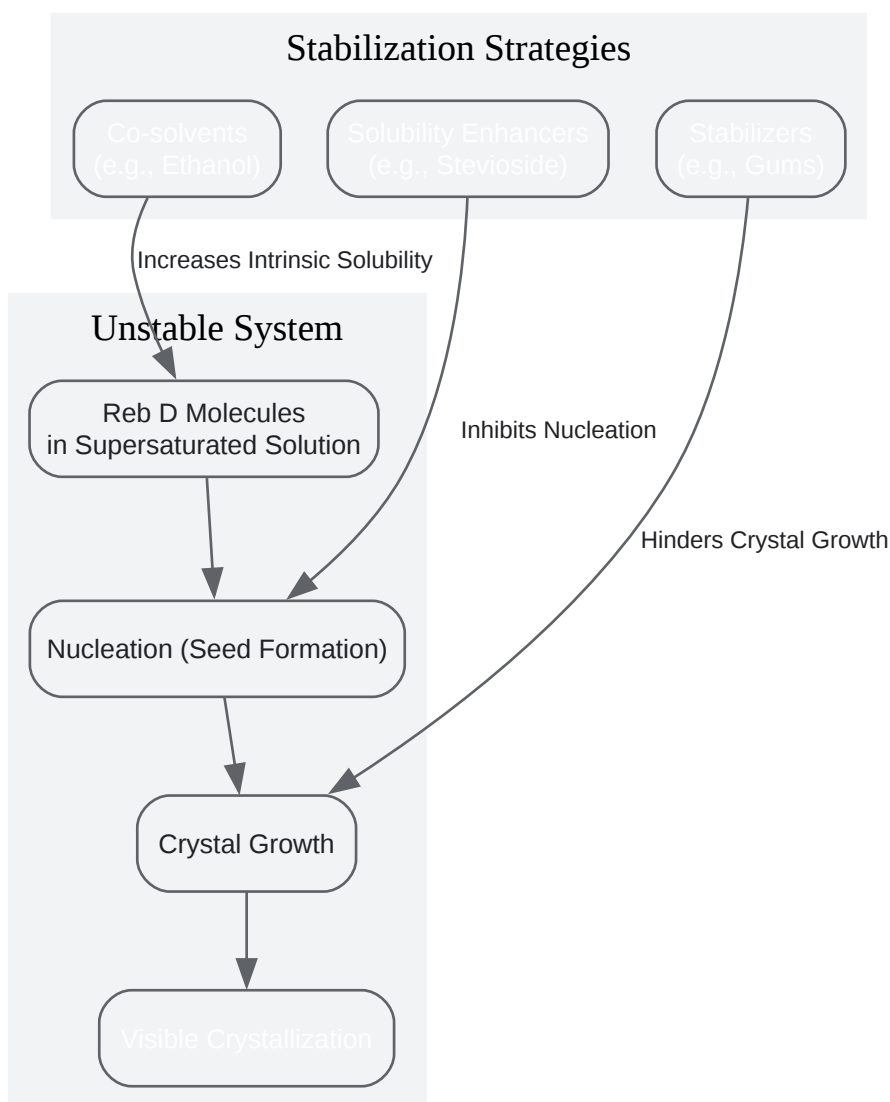 Stabilization Strategies
Co-solvents
(e.g., Ethanol)
Solubility Enhancers
(e.g., Stevioside)
Stabilizers
(e.g., Gums)
Increases Intrinsic Solubility
Unstable System
Reb D Molecules
in Supersaturated Solution
Inhibits Nucleation
Hinders Crystal Growth
Nucleation (Seed Formation)
Crystal Growth
Visible Crystallization